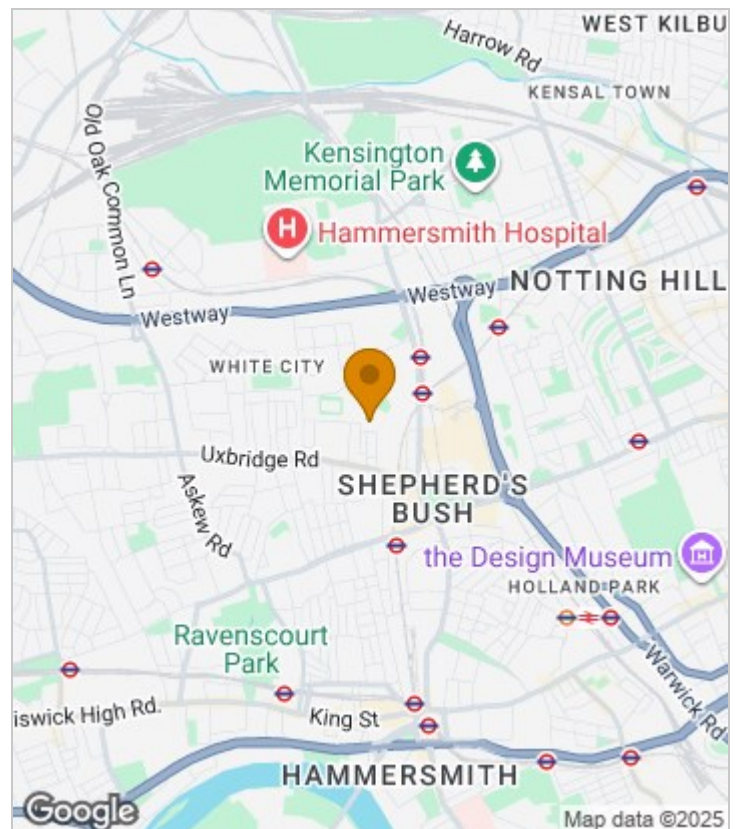 WEST KILBU
Harrow Rd
KENSAL TOWN
Old Oak Common Ln
Kensington
Memorial Park
H
Hammersmith Hospital
Westway
NOTTING HILL
Westway
WHITE CITY
Uxbridge Rd
SHEPHERD'S
BUSH
Askew Rd
the Design Museum
HOLLAND PARK
Ravenscourt
Park
Warwick Rd
iswick High Rd.
King St
HAMMERSMITH
Google
Map data ©2025